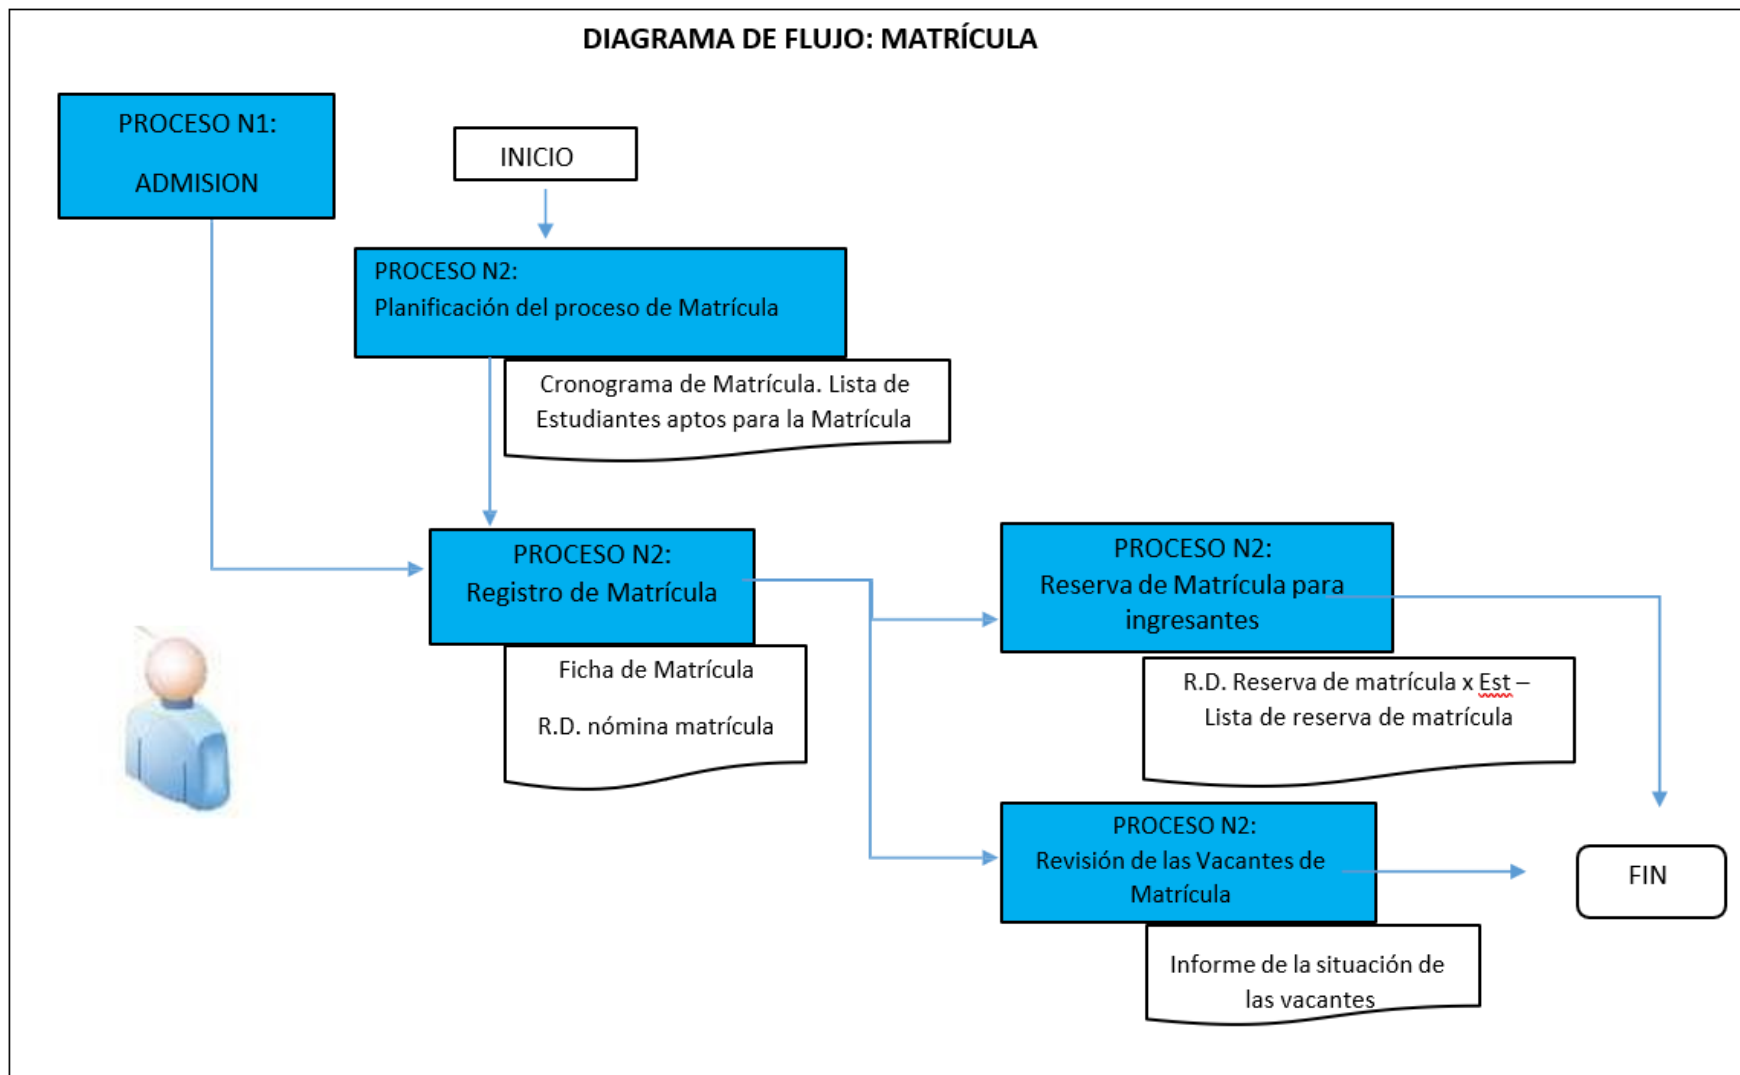 DIAGRAMA DE FLUJO: MATRÍCULA
PROCESO N1:
ADMISION
INICIO
PROCESO N2:
Planificación del proceso de Matrícula
Cronograma de Matrícula. Lista de
Estudiantes aptos para la Matrícula
PROCESO N2:
Registro de Matrícula
Ficha de Matrícula
R.D. nómina matrícula
PROCESO N2:
Reserva de Matrícula para
ingresantes
R.D. Reserva de matrícula x Est –
Lista de reserva de matrícula
PROCESO N2:
Revisión de las Vacantes de
Matrícula
Informe de la situación de
las vacantes
FIN